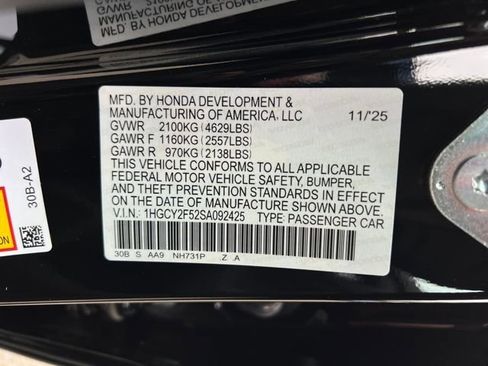 MFD. BY HONDA DEVELOPMENT &
MANUFACTURING OF AMERICA, LLC 11/'25
GVWR 2100KG (4629LBS)
GAWR F 1160KG (2557LBS)
GAWR R 970KG (2138LBS)
THIS VEHICLE CONFORMS TO ALL APPLICABLE
FEDERAL MOTOR VEHICLE SAFETY, BUMPER,
AND THEFT PREVENTION STANDARDS IN EFFECT
ON THE DATE OF MANUFACTURE SHOWN ABOVE.
V.I.N.: 1HGCY2F52SA092425 TYPE: PASSENGER CAR
30B S AA9 NH731P Z A
30B-A2